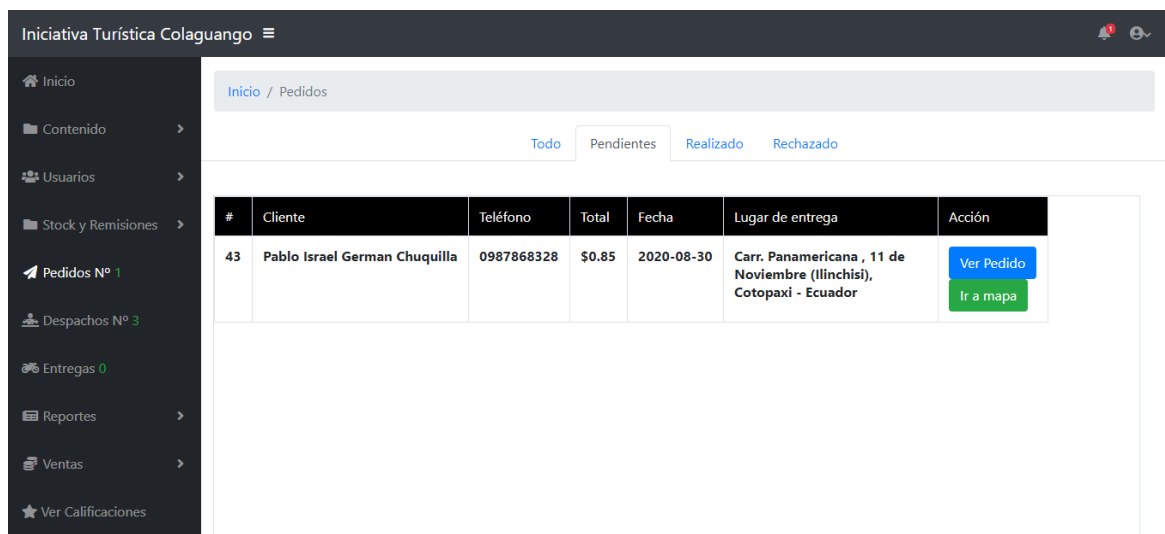 Iniciativa Turística Colaguango
1
Inicio
Inicio / Pedidos
Contenido
Todo Pendientes Realizado Rechazado
Usuarios
Stock y Remisiones
# Cliente Teléfono Total Fecha Lugar de entrega Acción
43 Pablo Israel German Chuquilla 0987868328 $0.85 2020-08-30 Carr. Panamericana , 11 de
Noviembre (Ilinchisi),
Cotopaxi - Ecuador
Ver Pedido
Ir a mapa
Pedidos Nº 1
Despachos Nº 3
Entregas 0
Reportes
Ventas
Ver Calificaciones